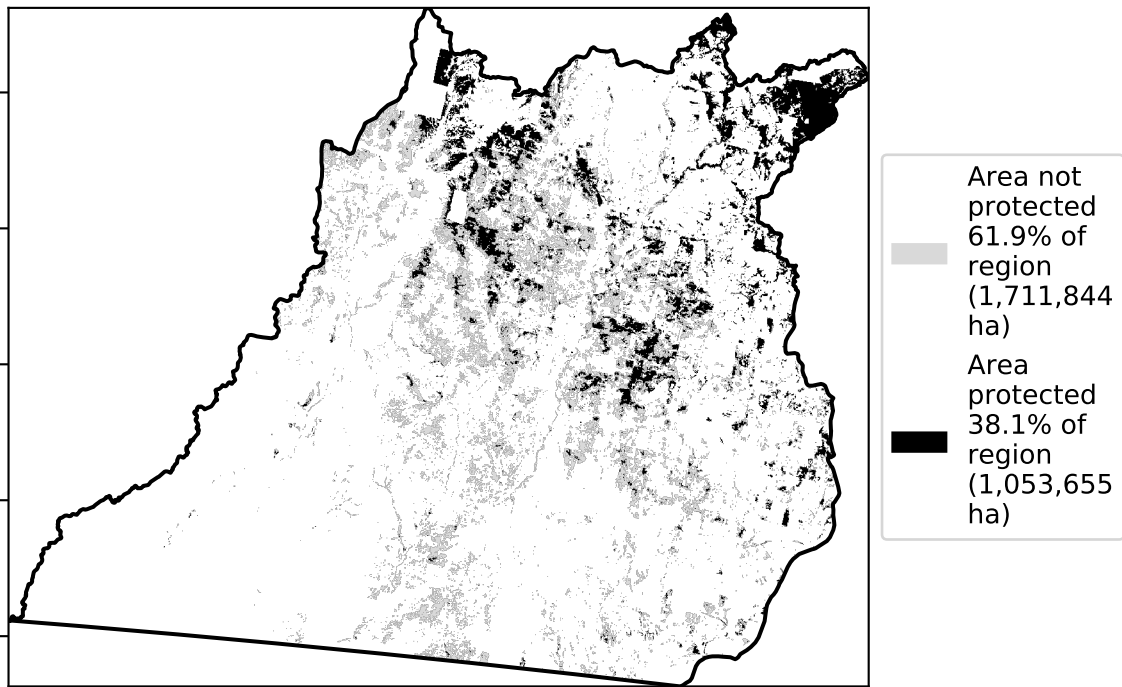 Area not
protected
61.9% of
region
(1,711,844
ha)
Area
protected
38.1% of
region
(1,053,655
ha)